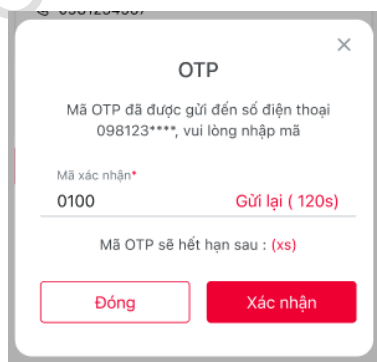 0981234567
OTP
Mã OTP đã được gửi đến số điện thoại
098123****, vui lòng nhập mã
Mã xác nhận*
0100 Gửi lại ( 120s)
Mã OTP sẽ hết hạn sau : (xs)
Đóng Xác nhận